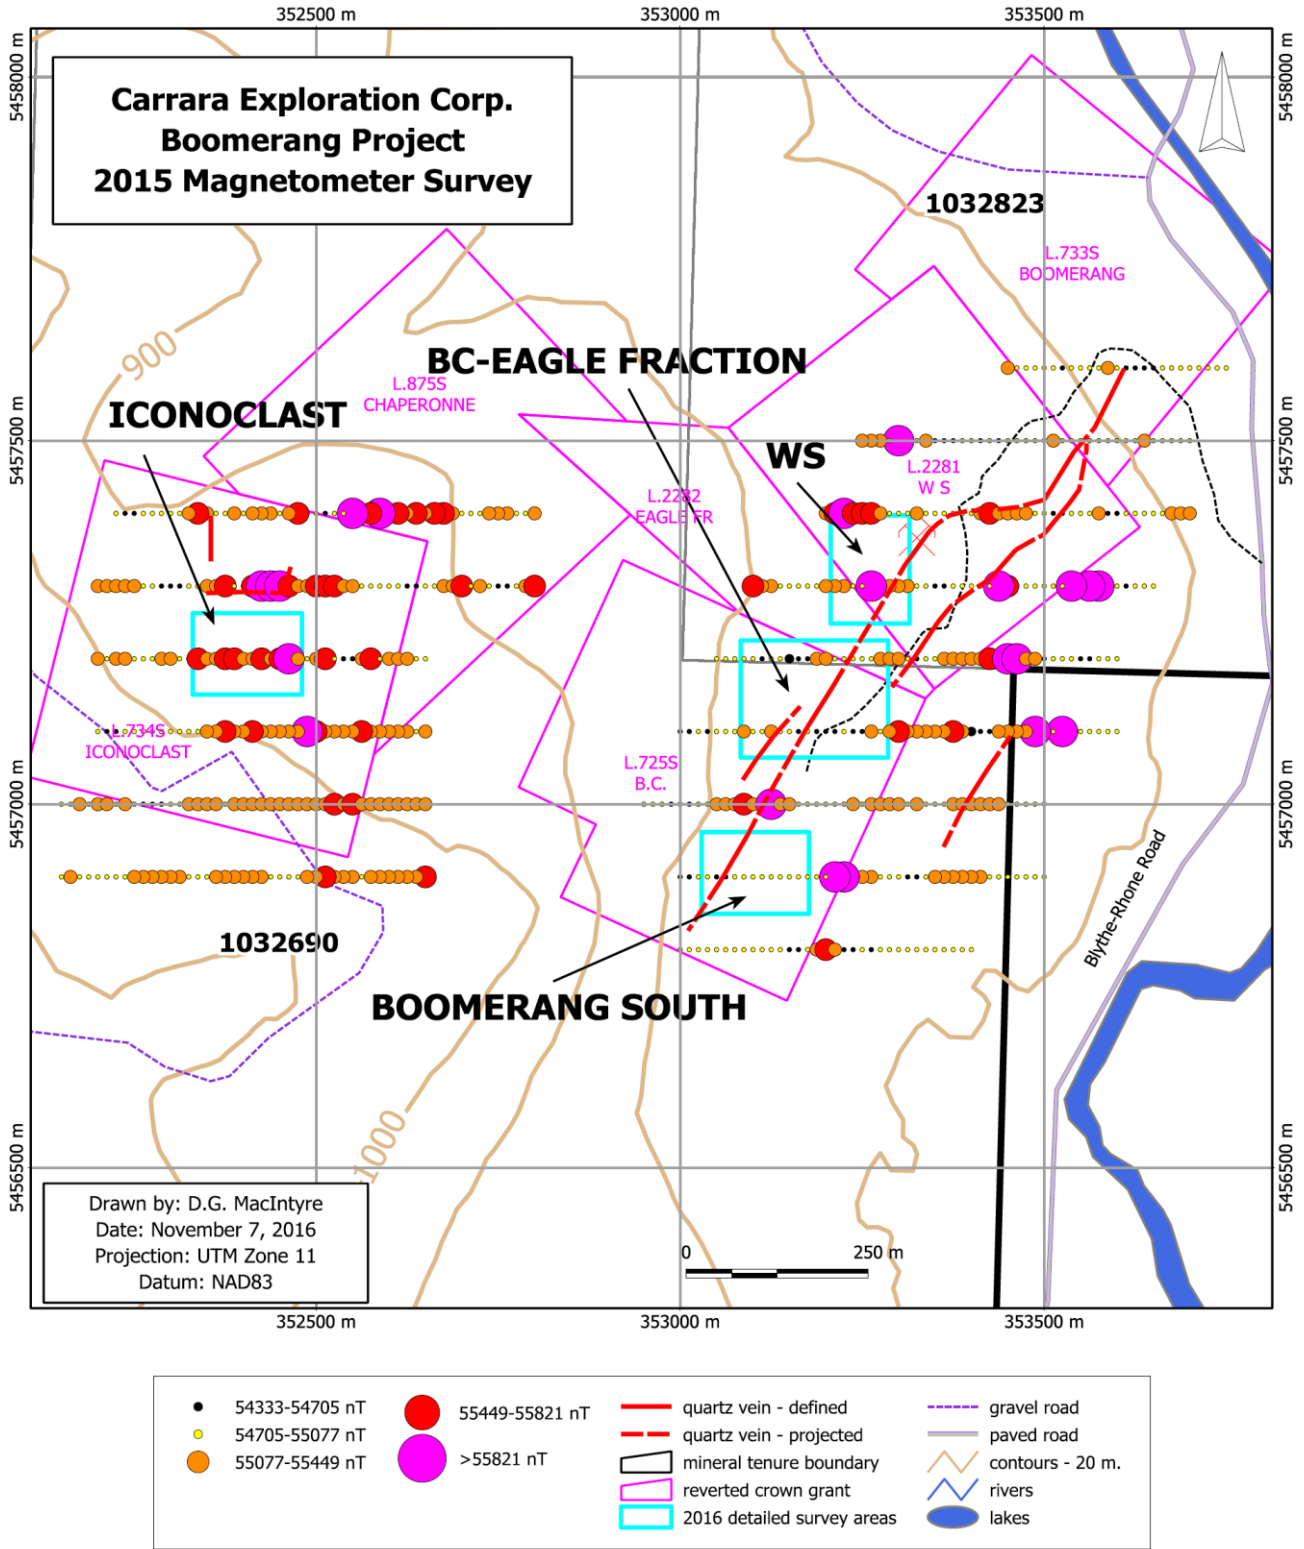 352500 m
353000 m
353500 m
5458000 m
5458000 m
Carrara Exploration Corp.
Boomerang Project
2015 Magnetometer Survey
1032823
L.733S
BOOMERANG
900
BC-EAGLE FRACTION
L.875S
CHAPERONNE
ICONOCLAST
5457500 m
5457500 m
WS
L.2281
W S
L.2282
EAGLE FR
L.734S
ICONOCLAST
L.725S
B.C.
5457000 m
5457000 m
Blythe-Rhone Road
1032690
BOOMERANG SOUTH
1000
5456500 m
5456500 m
Drawn by: D.G. MacIntyre
Date: November 7, 2016
Projection: UTM Zone 11
Datum: NAD83
0
250 m
352500 m
353000 m
353500 m
54333-54705 nT
54705-55077 nT
55077-55449 nT
55449-55821 nT
>55821 nT
quartz vein - defined
quartz vein - projected
mineral tenure boundary
reverted crown grant
2016 detailed survey areas
gravel road
paved road
contours - 20 m.
rivers
lakes